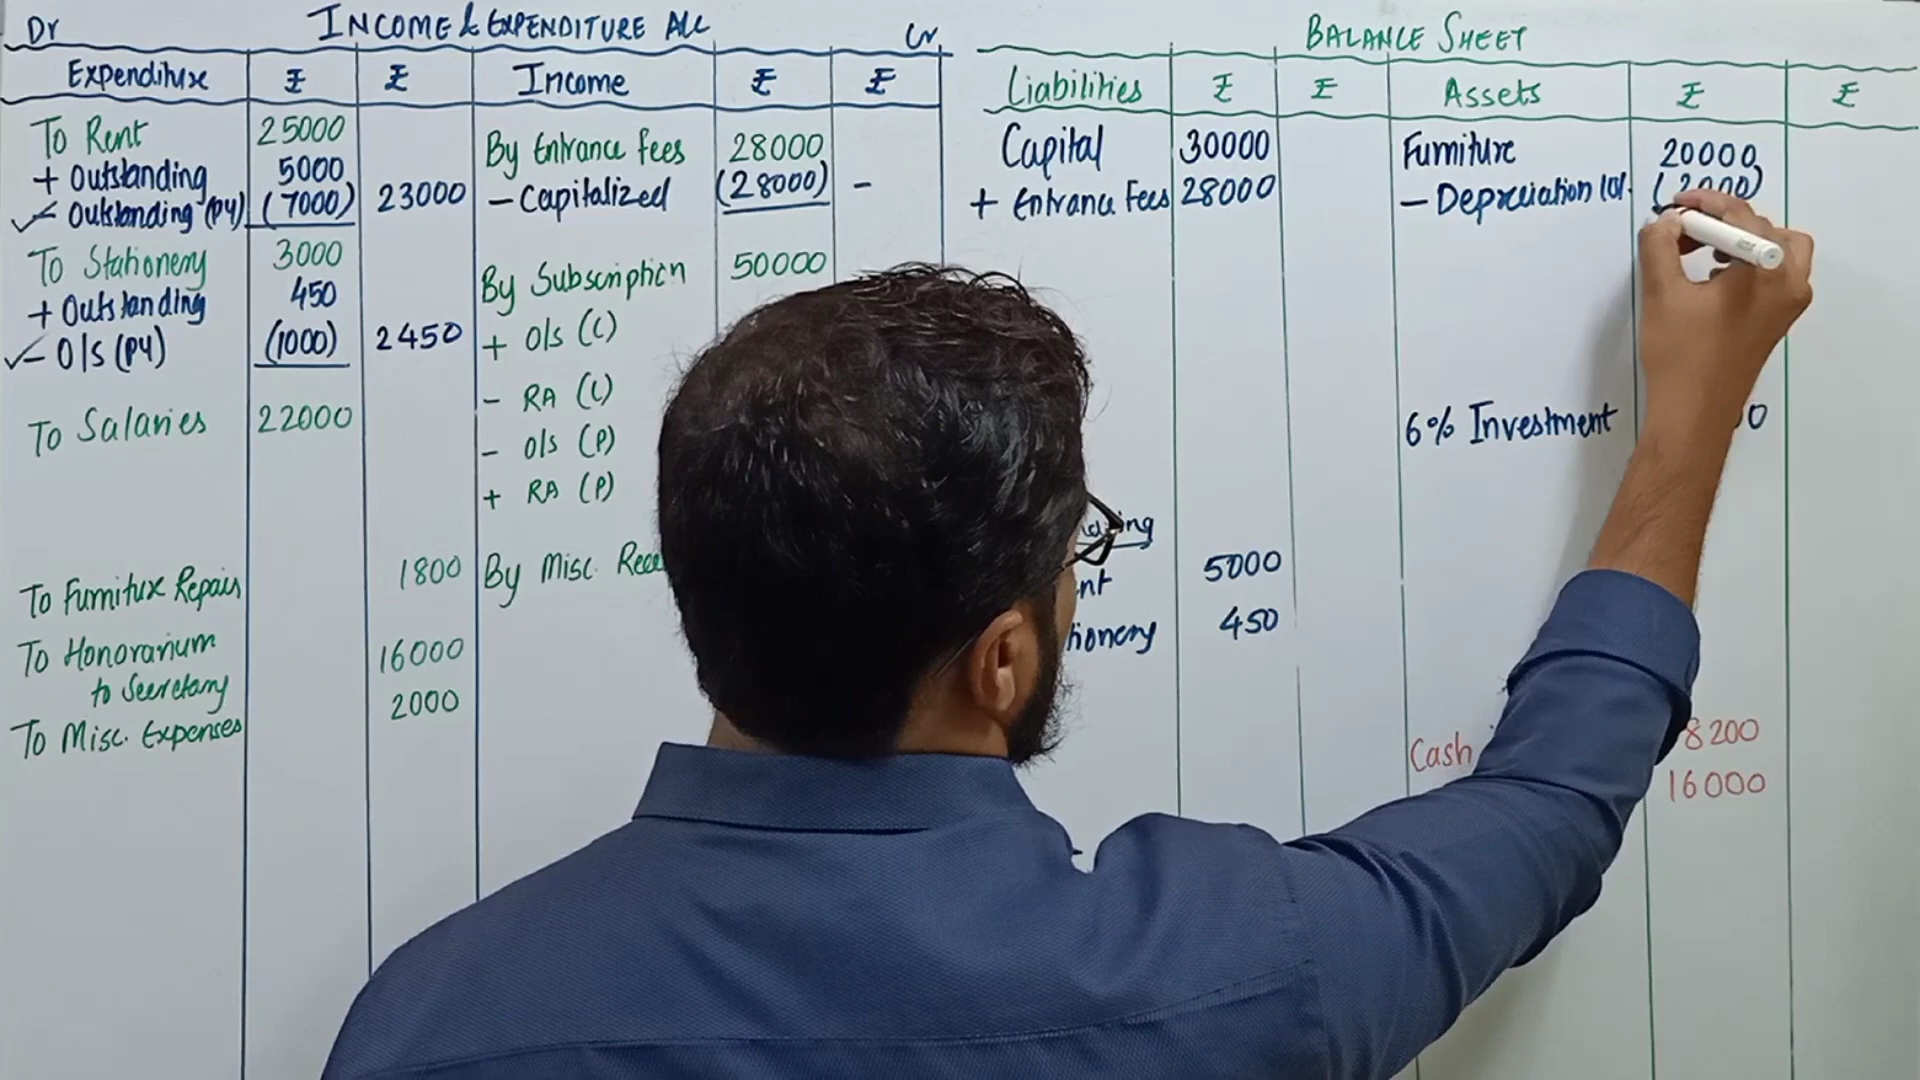 Dr INCOME & EXPENDITURE A/c Cr.
Expenditure ₹ ₹ Income ₹ ₹
To Rent 25000
+ Outstanding 5000
- Outstanding (PY) (7000) 23000
By Entrance fees 28000
- Capitalized (28000) -
To Stationery 3000
+ Outstanding 450
- O/s (PY) (1000) 2450
By Subscription 50000
+ O/s (C)
- RA (C)
- O/s (P)
+ RA (P)
To Salaries 22000
To Furniture Repairs 1800
By Misc.
To Honorarium
to Secretary 16000
To Misc. Expenses 2000
BALANCE SHEET
Liabilities ₹ ₹ Assets ₹ ₹
Capital 30000
+ Entrance Fees 28000
5000
450
Furniture 20000
- Depreciation (2000)
6% Investment
Cash 8200
16000